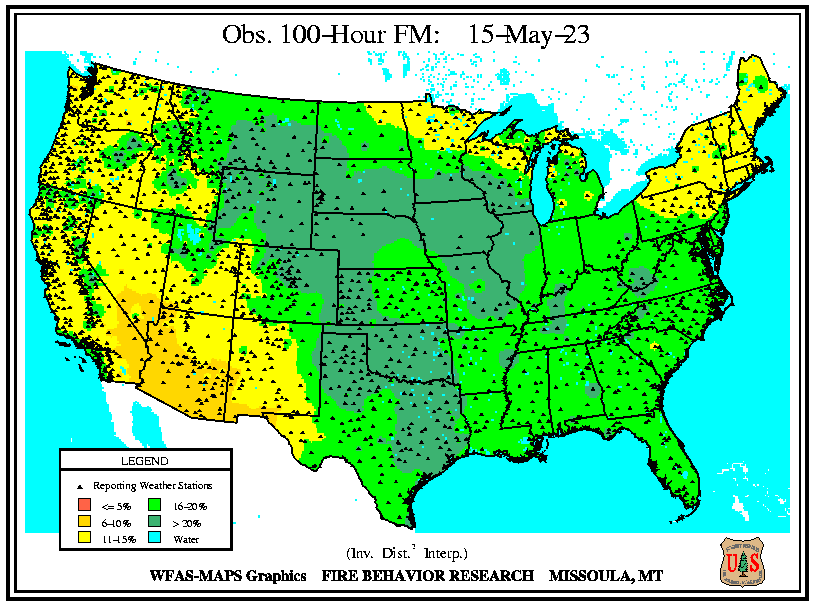 Obs. 100-Hour FM: 15-May-23
LEGEND
Reporting Weather Stations
<= 5%
16-20%
6-10%
> 20%
11-15%
Water
(Inv. Dist.² Interp.)
WFAS-MAPS Graphics FIRE BEHAVIOR RESEARCH MISSOULA, MT
U S